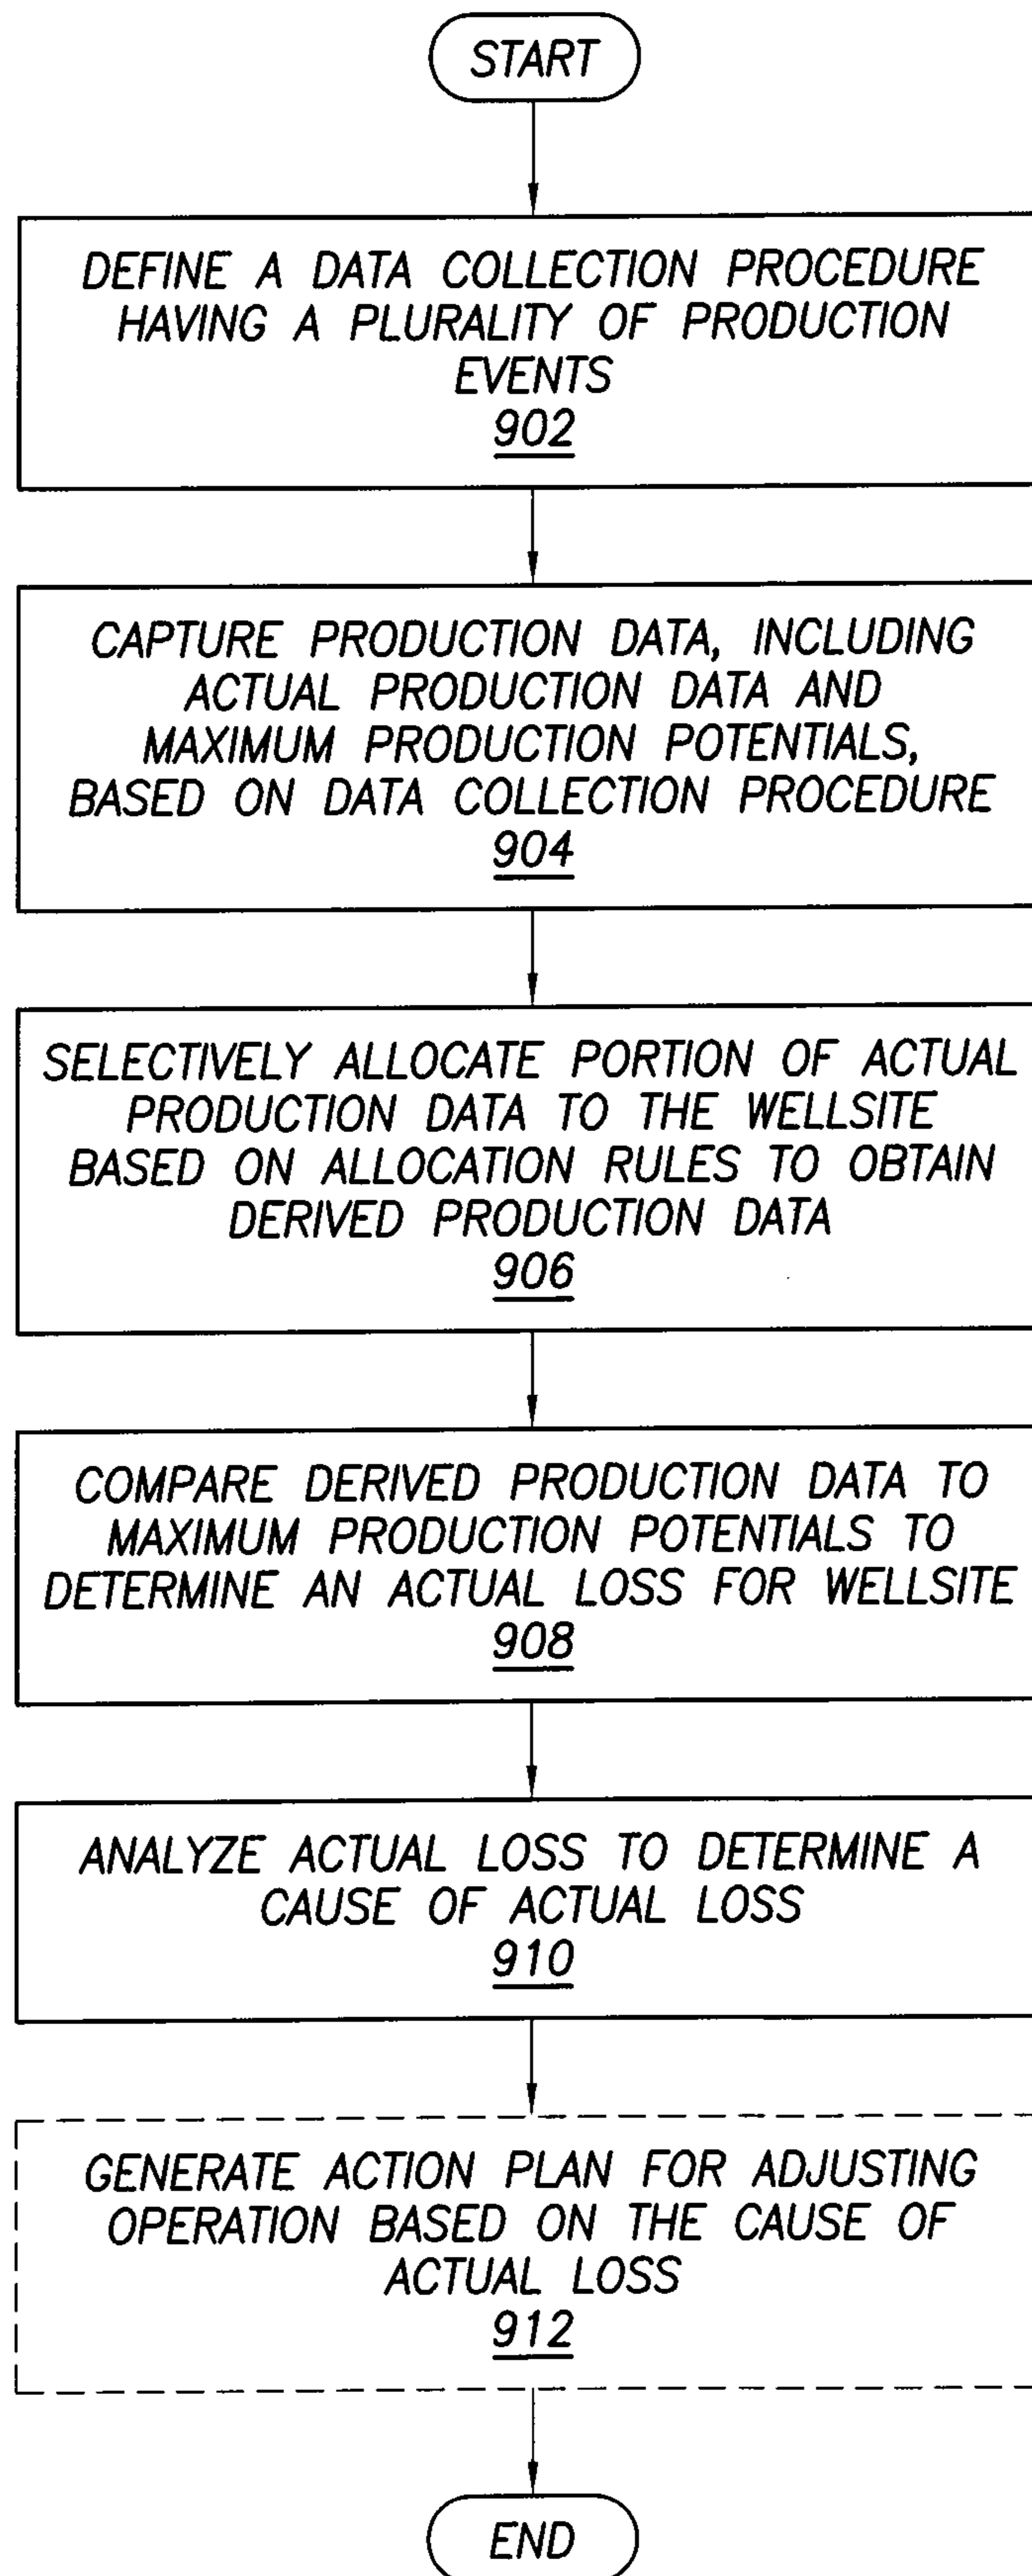 START
DEFINE A DATA COLLECTION PROCEDURE
HAVING A PLURALITY OF PRODUCTION
EVENTS
902
CAPTURE PRODUCTION DATA, INCLUDING
ACTUAL PRODUCTION DATA AND
MAXIMUM PRODUCTION POTENTIALS,
BASED ON DATA COLLECTION PROCEDURE
904
SELECTIVELY ALLOCATE PORTION OF ACTUAL
PRODUCTION DATA TO THE WELLSITE
BASED ON ALLOCATION RULES TO OBTAIN
DERIVED PRODUCTION DATA
906
COMPARE DERIVED PRODUCTION DATA TO
MAXIMUM PRODUCTION POTENTIALS TO
DETERMINE AN ACTUAL LOSS FOR WELLSITE
908
ANALYZE ACTUAL LOSS TO DETERMINE A
CAUSE OF ACTUAL LOSS
910
GENERATE ACTION PLAN FOR ADJUSTING
OPERATION BASED ON THE CAUSE OF
ACTUAL LOSS
912
END